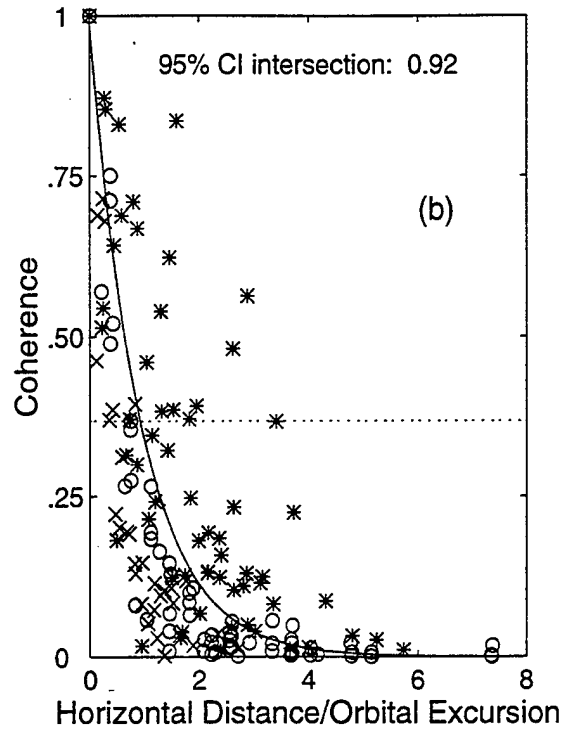 1
95% CI intersection: 0.92
.75
(b)
Coherence
.50
.25
0
0 2 4 6 8
Horizontal Distance/Orbital Excursion